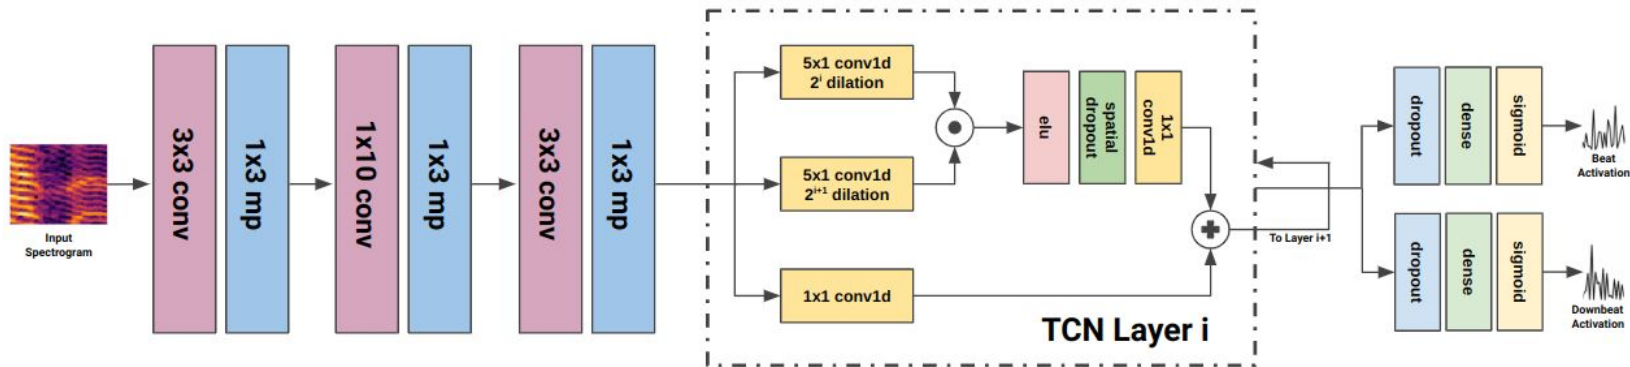 Input
Spectrogram
3x3 conv
1x3 mp
1x10 conv
1x3 mp
3x3 conv
1x3 mp
5x1 conv1d
2^i dilation
5x1 conv1d
2^{i+1} dilation
1x1 conv1d
elu
spatial
dropout
1x1
conv1d
TCN Layer i
To Layer i+1
dropout
dense
sigmoid
Beat
Activation
dropout
dense
sigmoid
Downbeat
Activation